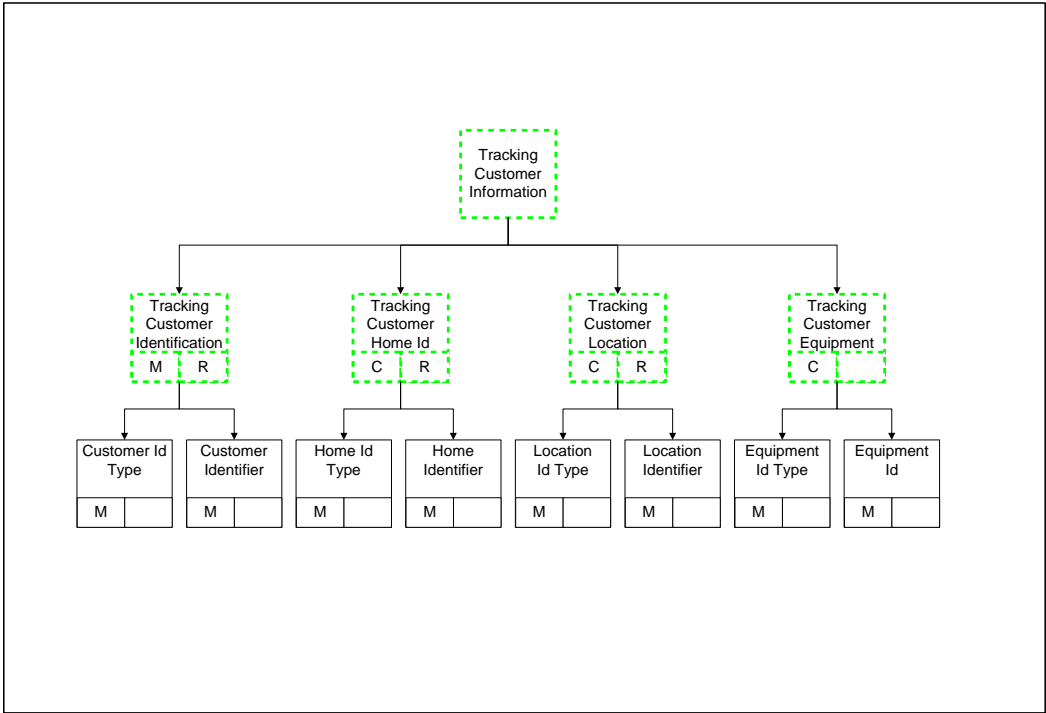 Tracking
Customer
Information
Tracking
Customer
Identification
M R
Tracking
Customer
Home Id
C R
Tracking
Customer
Location
C R
Tracking
Customer
Equipment
C
Customer Id
Type
M
Customer
Identifier
M
Home Id
Type
M
Home
Identifier
M
Location
Id Type
M
Location
Identifier
M
Equipment
Id Type
M
Equipment
Id
M